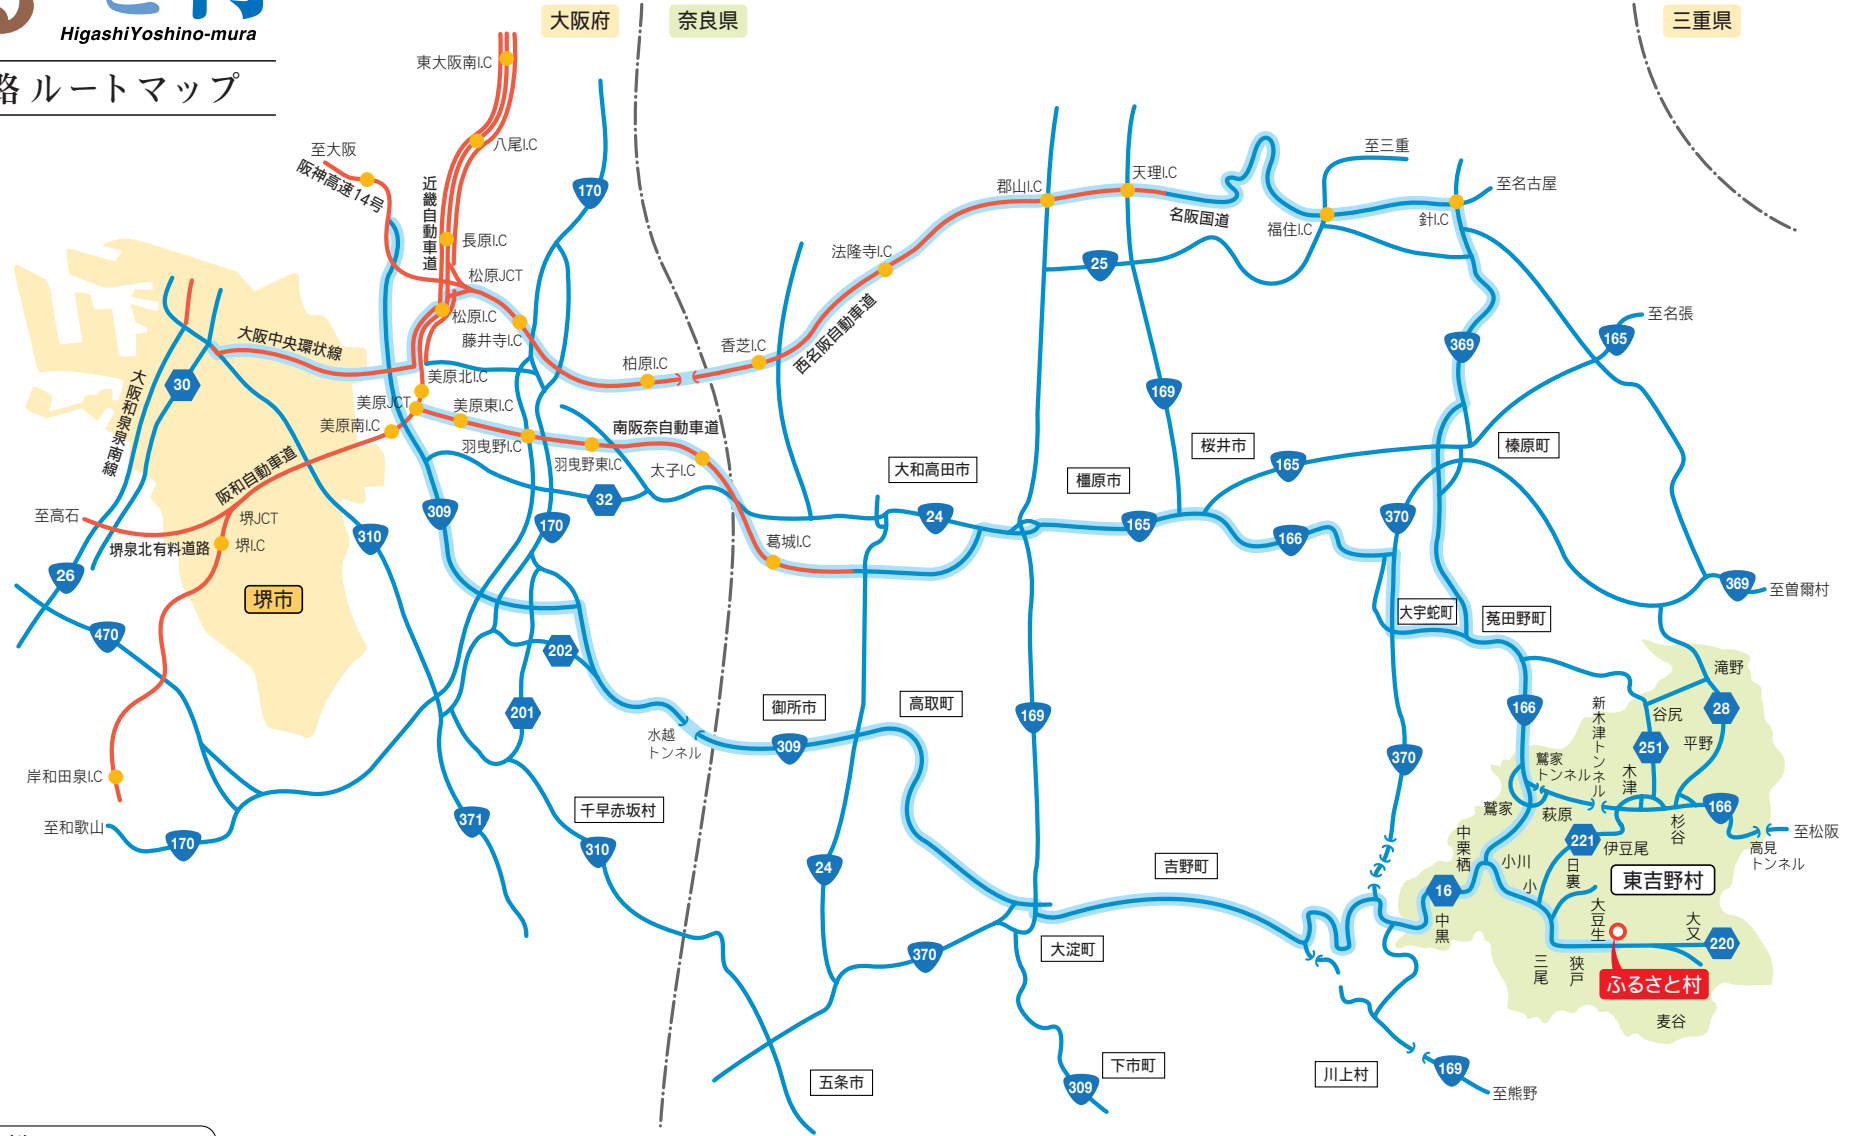 HigashiYoshino-mura
路 ルートマップ
大阪府
奈良県
三重県
東大阪南I.C
八尾I.C
至大阪
阪神高速14号
近畿自動車道
170
長原I.C
松原JCT
松原I.C
藤井寺I.C
大阪中央環状線
大阪和泉泉南線
30
美原北I.C
美原JCT
美原東I.C
美原南I.C
羽曳野I.C
羽曳野東I.C
太子I.C
南阪奈自動車道
柏原I.C
香芝I.C
法隆寺I.C
西名阪自動車道
郡山I.C
天理I.C
名阪国道
福住I.C
針I.C
至三重
至名古屋
25
369
165
至名張
169
阪和自動車道
至高石
堺JCT
堺泉北有料道路
堺I.C
26
堺市
470
310
309
170
32
202
201
葛城I.C
大和高田市
24
橿原市
165
桜井市
165
榛原町
166
370
369
至曽爾村
大宇蛇町
菟田野町
水越
トンネル
御所市
309
高取町
169
370
岸和田泉I.C
至和歌山
170
371
千早赤坂村
310
24
370
吉野町
大淀町
五条市
下市町
309
川上村
169
至熊野
滝野
28
谷尻
251
平野
新木津トンネル
木津
166
鷲家
トンネル
鷲家
萩原
杉谷
166
至松阪
高見
トンネル
221
伊豆尾
中栗栖
小川
小
日裏
東吉野村
16
中黒
大豆生
大又
220
三尾
狭戸
ふるさと村
麦谷